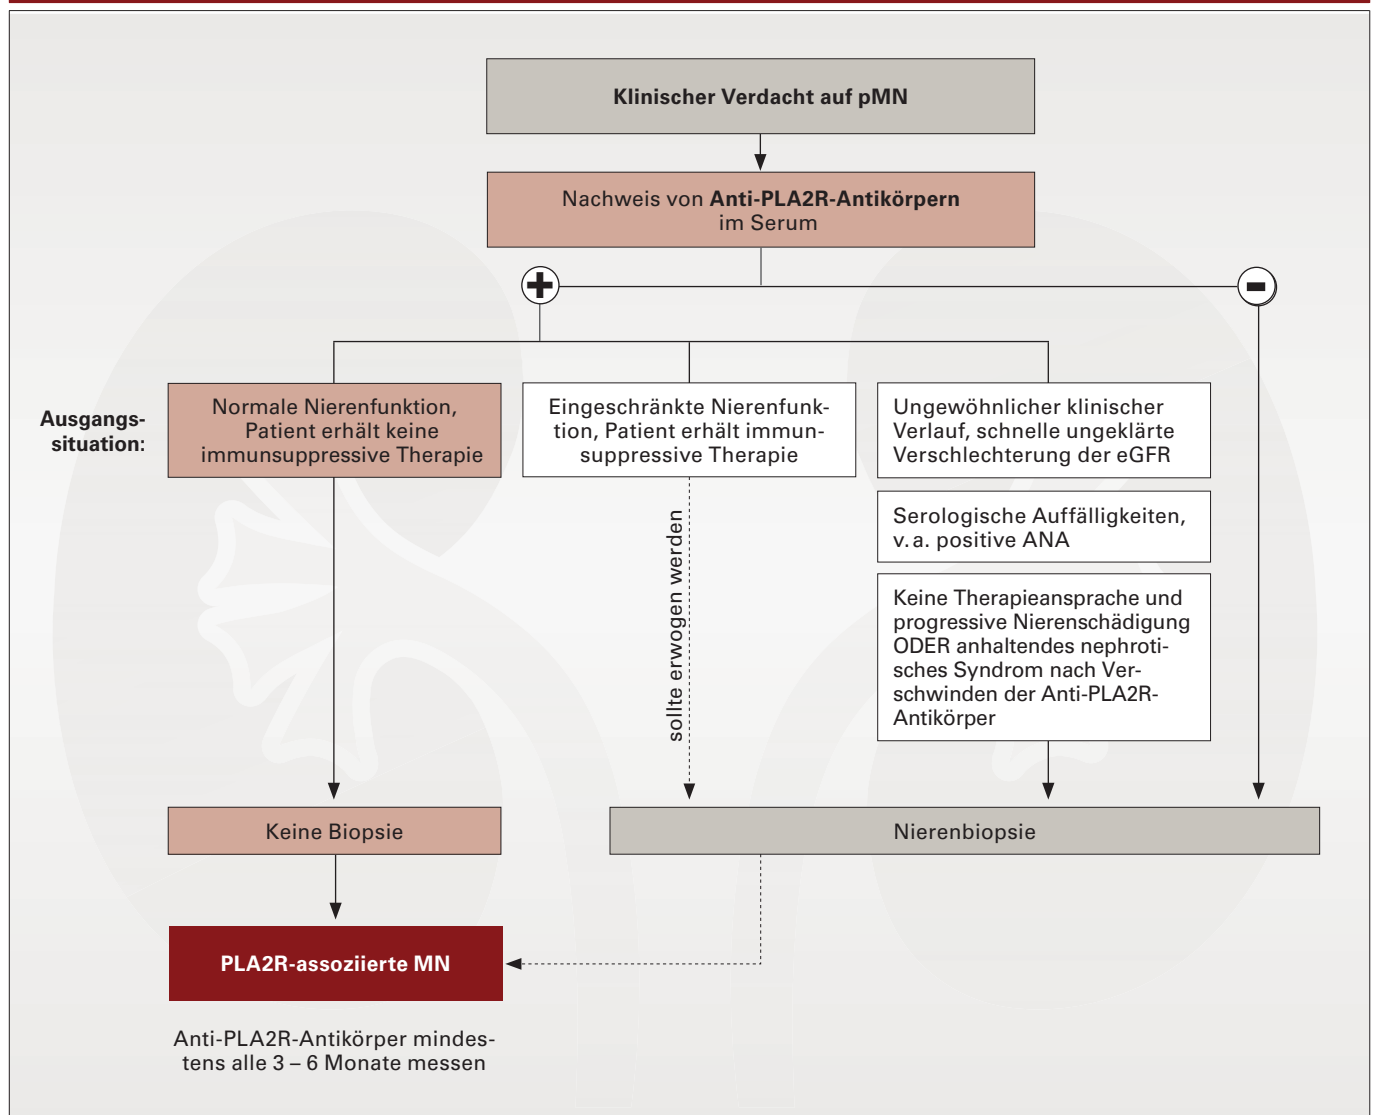 Klinischer Verdacht auf pMN
Nachweis von Anti-PLA2R-Antikörpern
im Serum
+
-
Ausgangs-
situation:
Normale Nierenfunktion,
Patient erhält keine
immunsuppressive Therapie
Eingeschränkte Nierenfunk-
tion, Patient erhält immun-
suppressive Therapie
Ungewöhnlicher klinischer
Verlauf, schnelle ungeklärte
Verschlechterung der eGFR
Serologische Auffälligkeiten,
v. a. positive ANA
Keine Therapieansprache und
progressive Nierenschädigung
ODER anhaltendes nephroti-
sches Syndrom nach Ver-
schwinden der Anti-PLA2R-
Antikörper
sollte erwogen werden
Keine Biopsie
Nierenbiopsie
PLA2R-assoziierte MN
Anti-PLA2R-Antikörper mindes-
tens alle 3 – 6 Monate messen